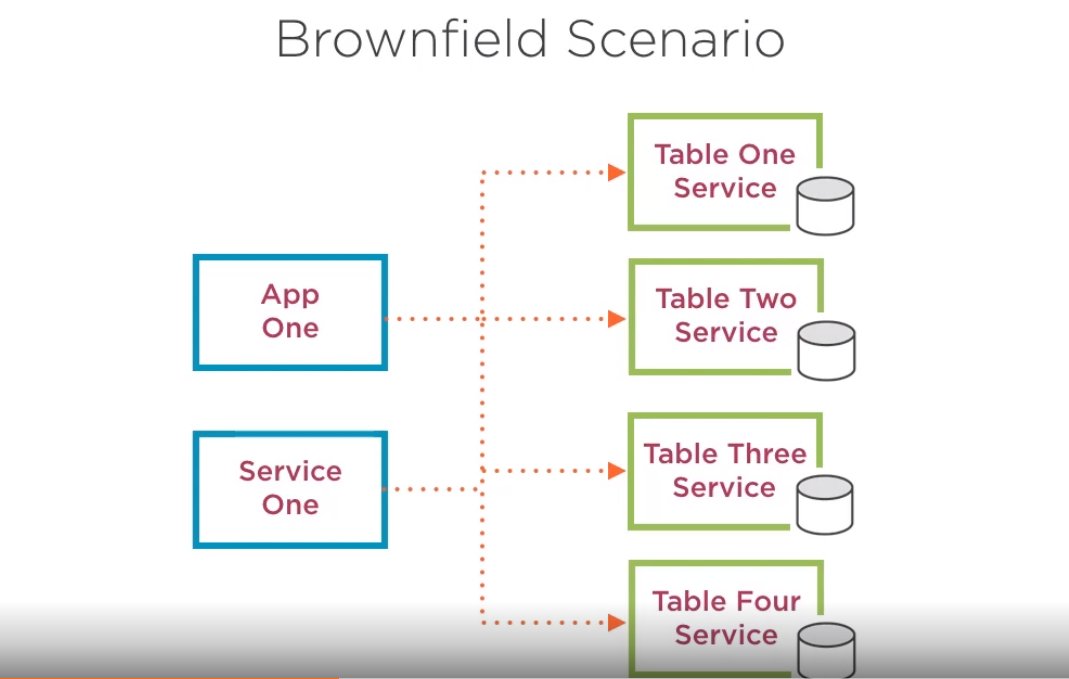 Brownfield Scenario
Table One
Service
Table Two
Service
App
One
Table Three
Service
Service
One
Table Four
Service